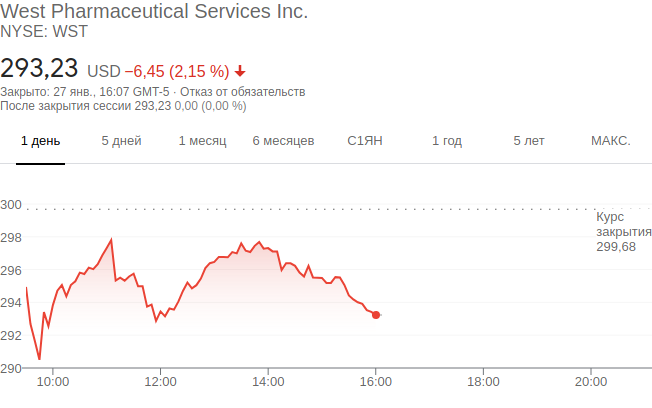 West Pharmaceutical Services Inc.
NYSE: WST
293,23 USD −6,45 (2,15 %)
Закрыто: 27 янв., 16:07 GMT-5 · Отказ от обязательств
После закрытия сессии 293,23 0,00 (0,00 %)
1 день 5 дней 1 месяц 6 месяцев С1ЯН 1 год 5 лет МАКС.
300
Курс
закрытия
299,68
298
296
294
292
290
10:00 12:00 14:00 16:00 18:00 20:00